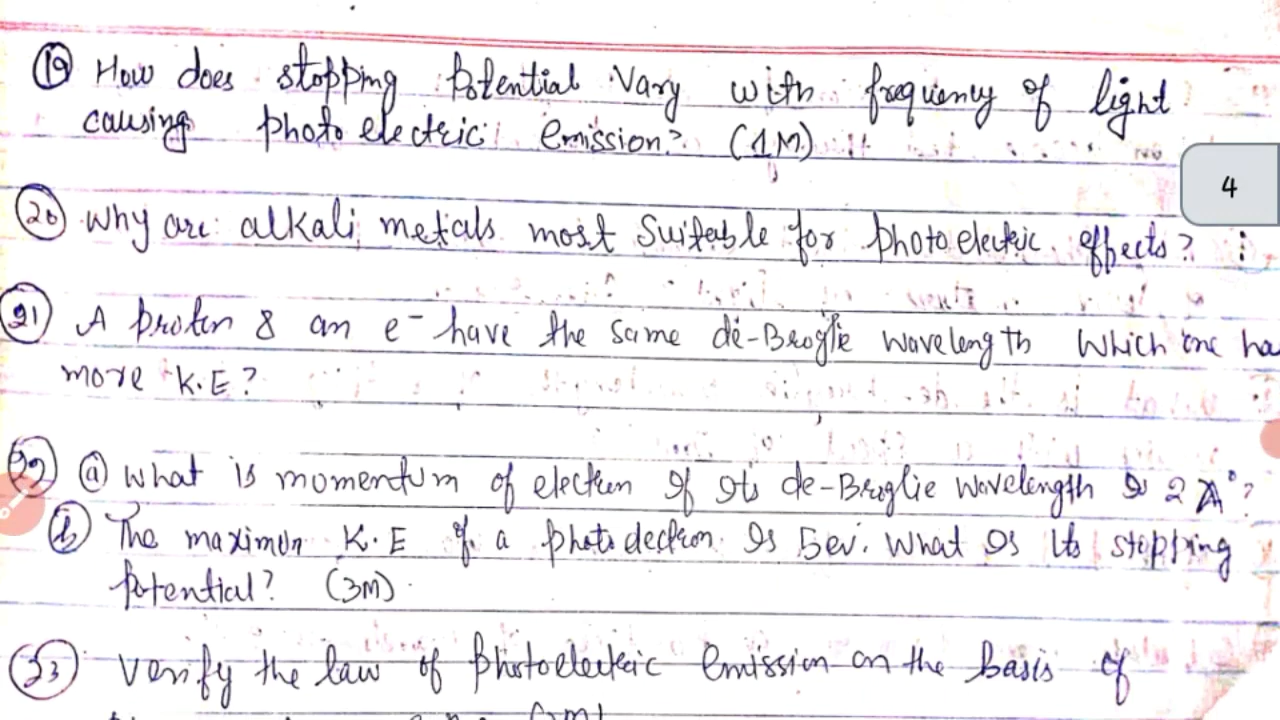 19 How does stopping potential vary with frequency of light
causing photo electric emission? (1M)
4
20 Why are alkali metals most suitable for photo electric effects?
21 A proton & an e⁻ have the same de-Broglie wavelength which one ha
more K.E?
22 a What is momentum of electron if its de-Broglie wavelength is 2 A°?
b The maximum K.E of a photo electron is 5ev. What is its stopping
potential? (3M)
23 Verify the law of photoelectric emission on the basis of